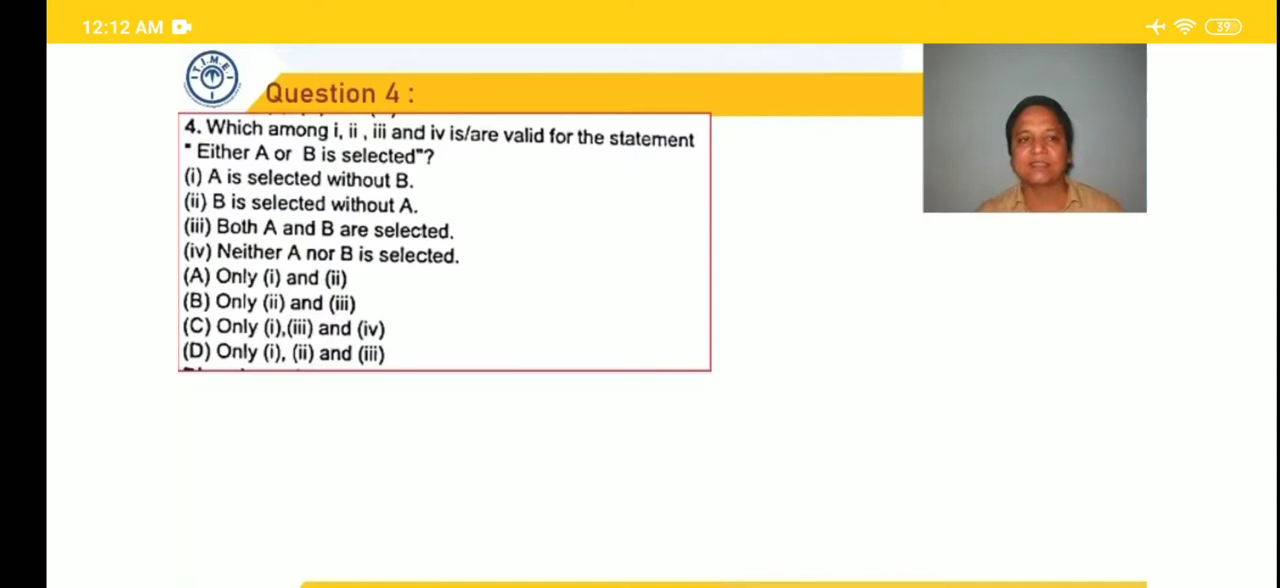 12:12 AM
39
T.I.M.E.
Question 4 :
4. Which among i, ii , iii and iv is/are valid for the statement
" Either A or B is selected"?
(i) A is selected without B.
(ii) B is selected without A.
(iii) Both A and B are selected.
(iv) Neither A nor B is selected.
(A) Only (i) and (ii)
(B) Only (ii) and (iii)
(C) Only (i),(iii) and (iv)
(D) Only (i), (ii) and (iii)